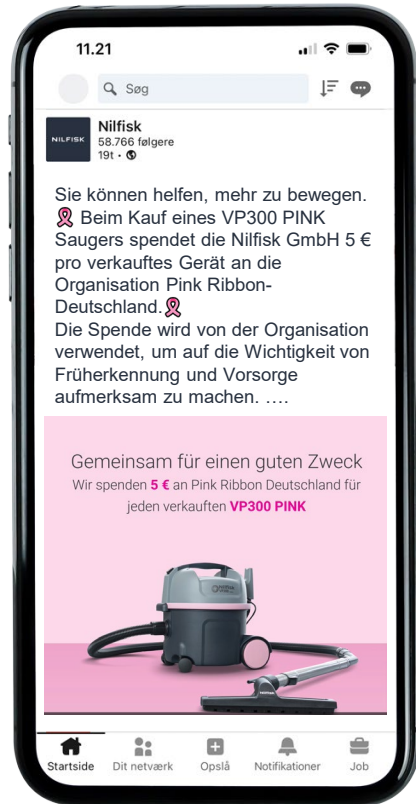 11.21
Søg
NILFISK
Nilfisk
58.766 følgere
19t •
Sie können helfen, mehr zu bewegen.
Beim Kauf eines VP300 PINK
Saugers spendet die Nilfisk GmbH 5 €
pro verkauftes Gerät an die
Organisation Pink Ribbon-
Deutschland.
Die Spende wird von der Organisation
verwendet, um auf die Wichtigkeit von
Früherkennung und Vorsorge
aufmerksam zu machen. ....
Gemeinsam für einen guten Zweck
Wir spenden 5 € an Pink Ribbon Deutschland für
jeden verkauften VP300 PINK
Startside Dit netværk Opslå Notifikationer Job